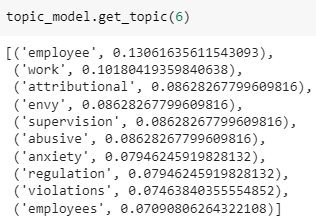 topic_model.get_topic(6)
[('employee', 0.13061635611543093),
('work', 0.10180419359840638),
('attributional', 0.08628267799609816),
('envy', 0.08628267799609816),
('supervision', 0.08628267799609816),
('abusive', 0.08628267799609816),
('anxiety', 0.07946245919828132),
('regulation', 0.07946245919828132),
('violations', 0.07463840355554852),
('employees', 0.07090806264322108)]